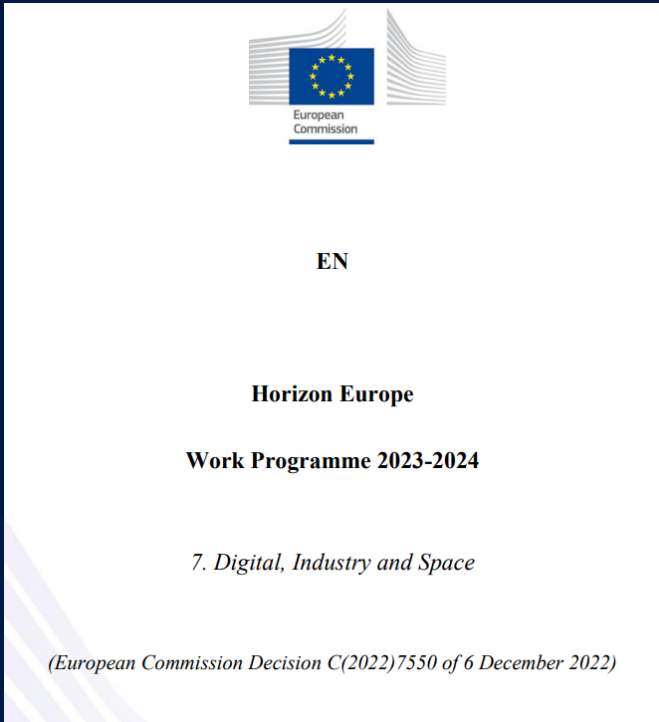 European
Commission
EN
Horizon Europe
Work Programme 2023-2024
7. Digital, Industry and Space
(European Commission Decision C(2022)7550 of 6 December 2022)